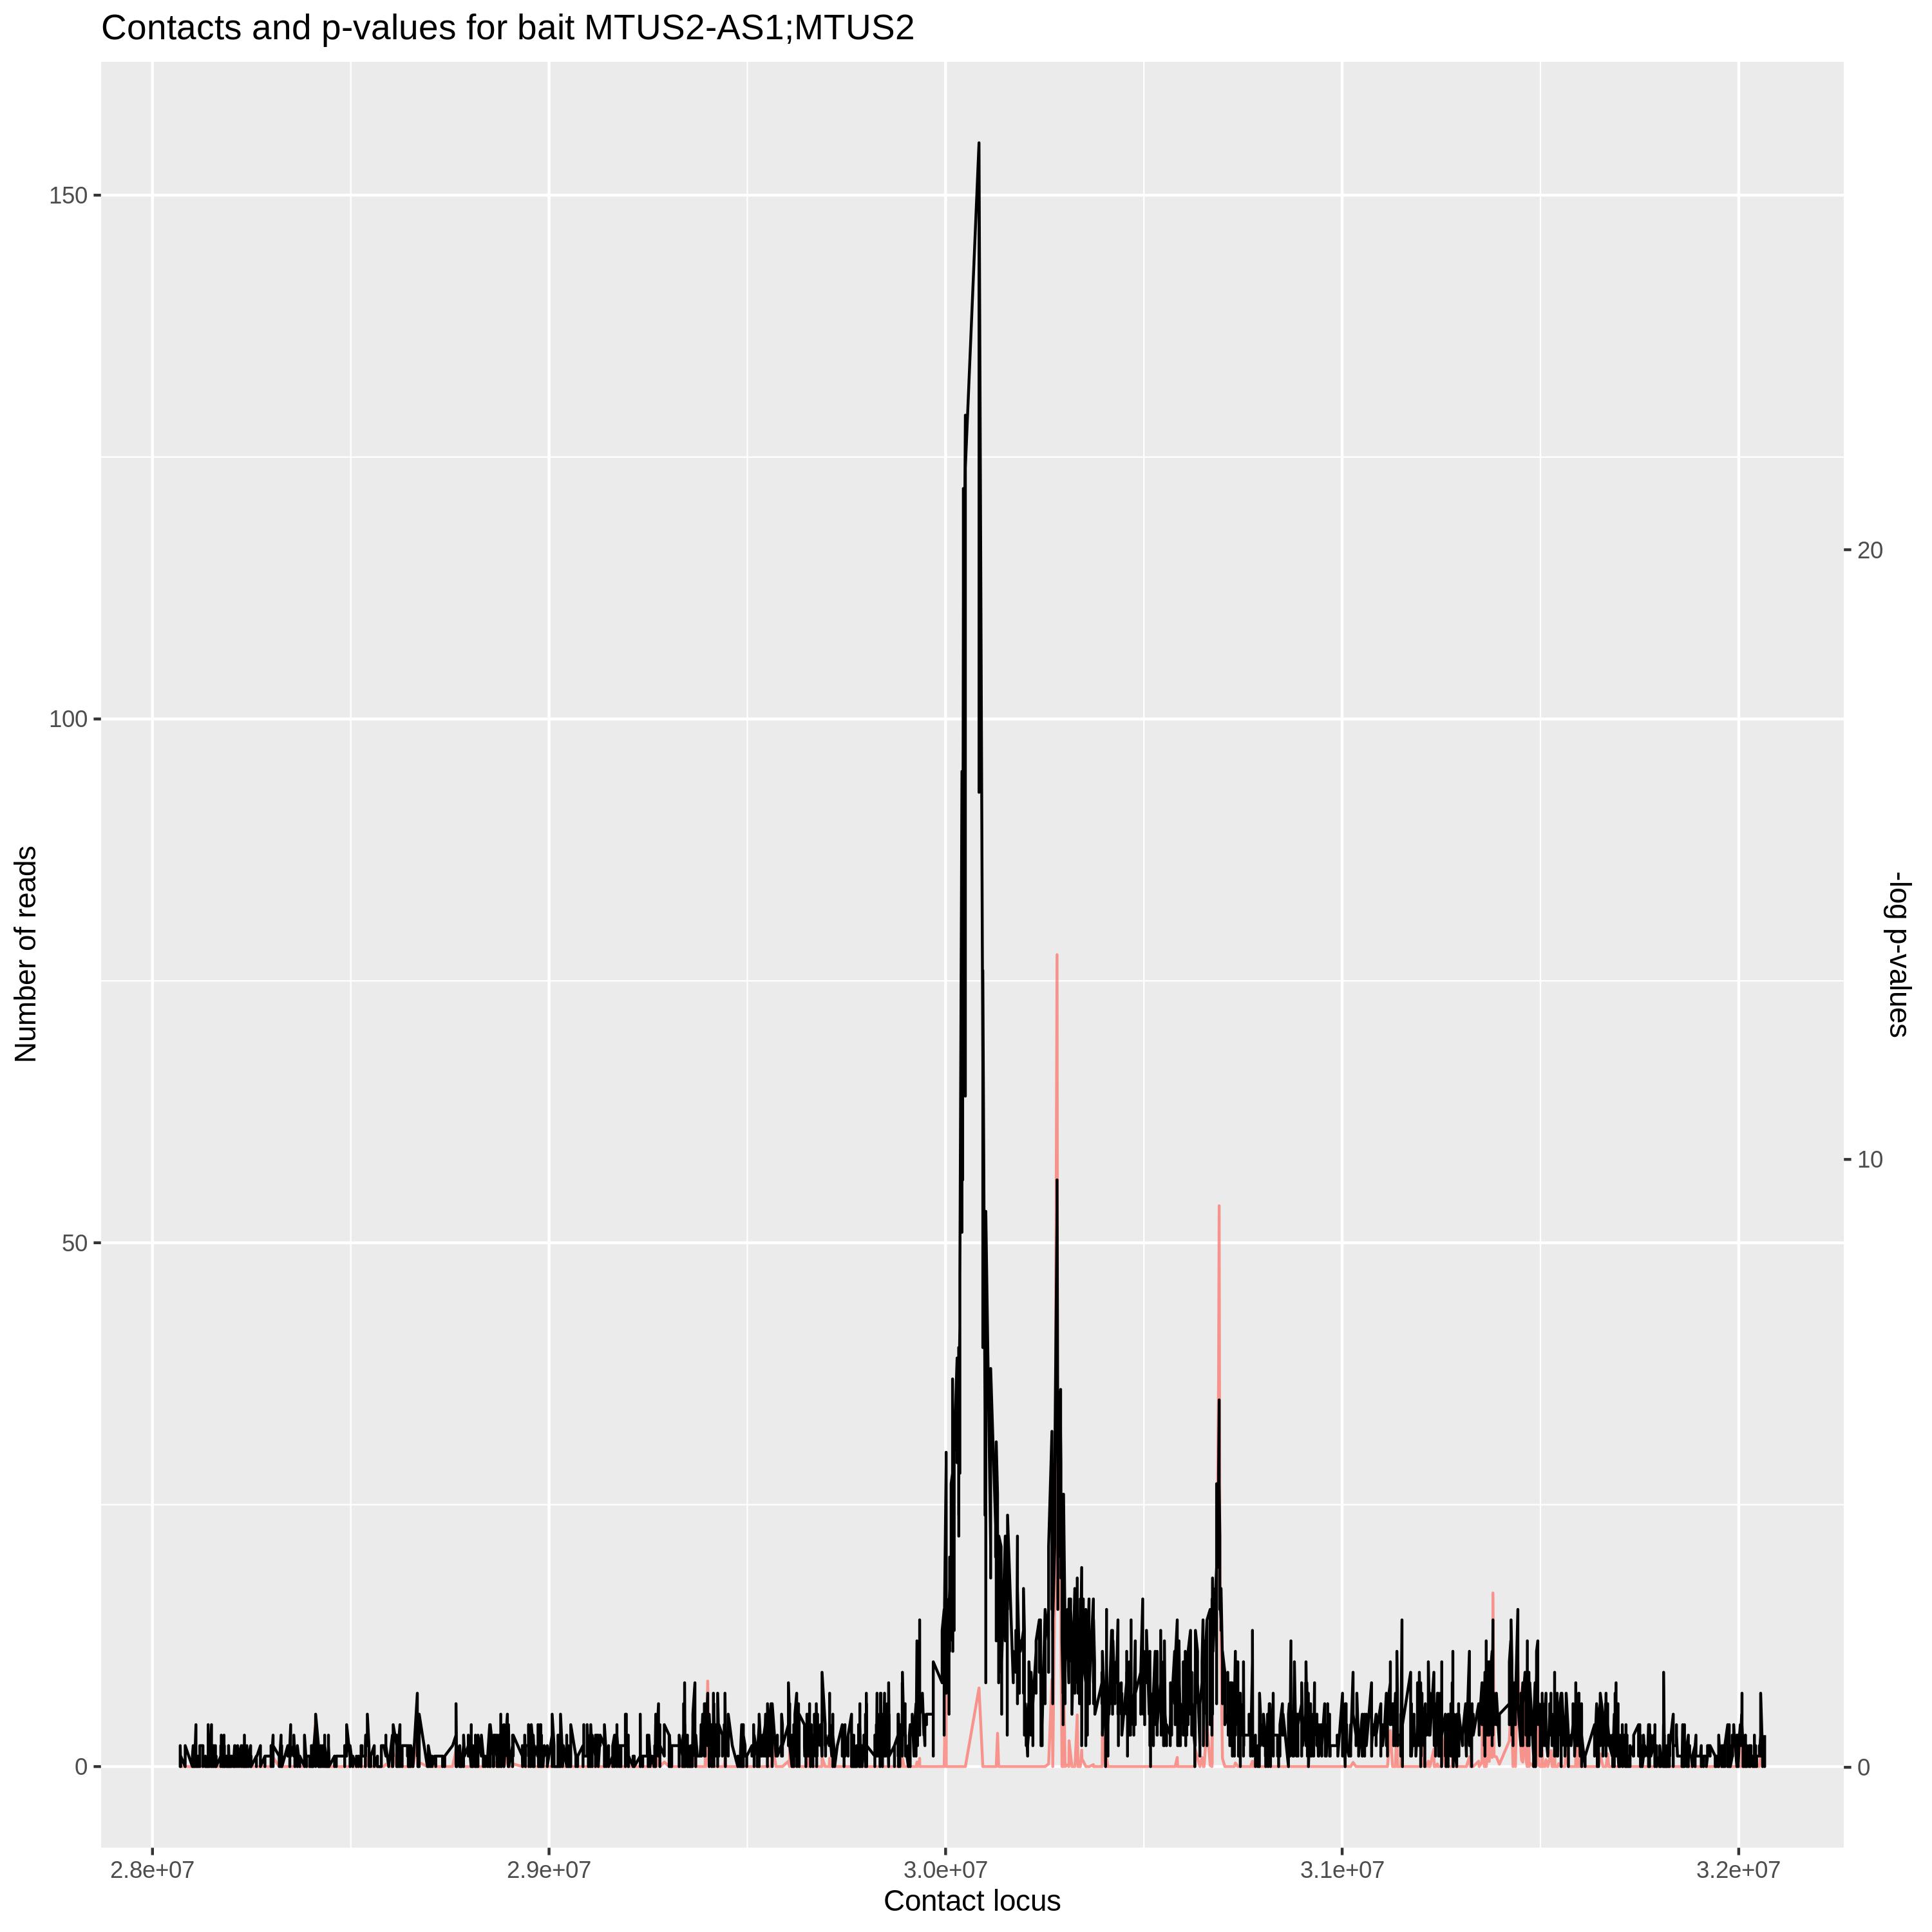 Contacts and p-values for bait MTUS2-AS1;MTUS2
150
100
50
0
20
10
0
Number of reads
-log p-values
2.8e+07 2.9e+07 3.0e+07 3.1e+07 3.2e+07
Contact locus